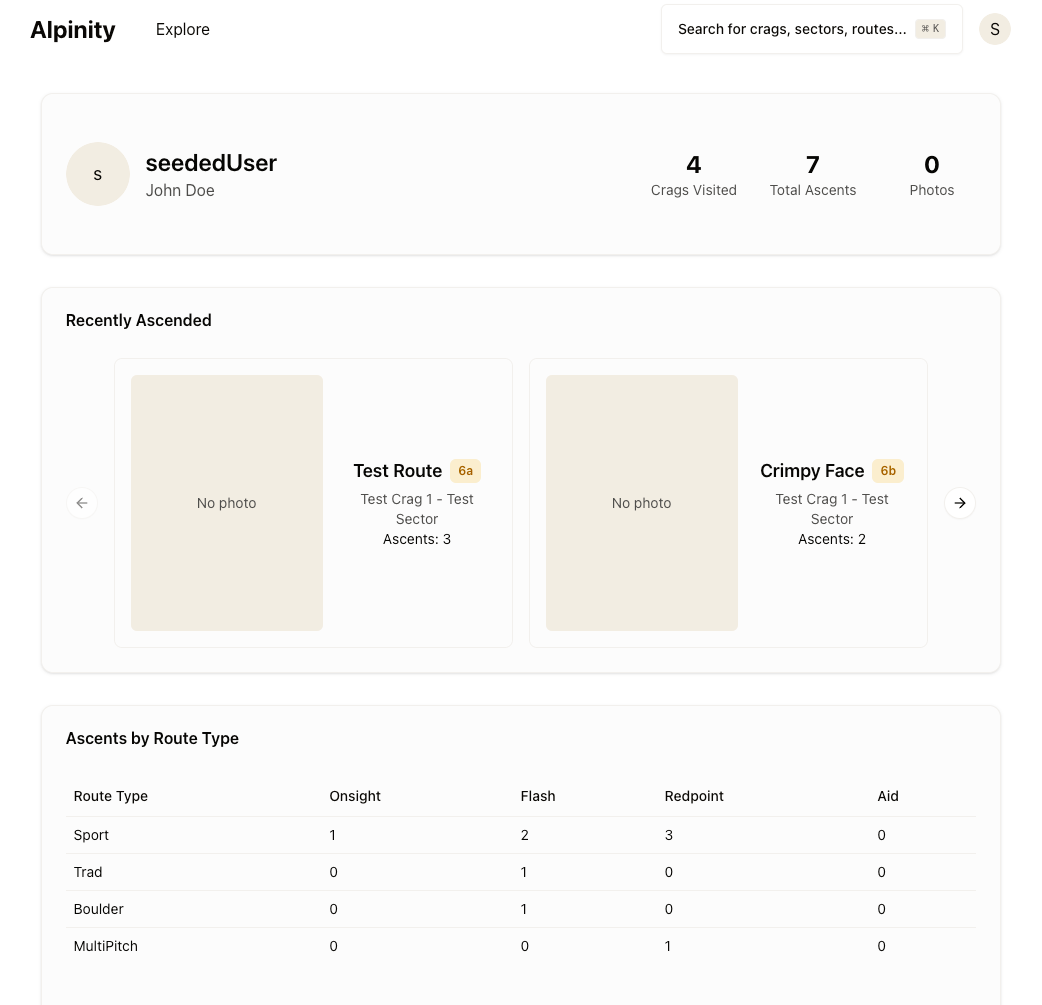 Alpinity
Explore
Search for crags, sectors, routes... ⌘ K
S
s
seededUser
John Doe
4
Crags Visited
7
Total Ascents
0
Photos
Recently Ascended
No photo
Test Route 6a
Test Crag 1 - Test
Sector
Ascents: 3
No photo
Crimpy Face 6b
Test Crag 1 - Test
Sector
Ascents: 2
Ascents by Route Type
Route Type Onsight Flash Redpoint Aid
Sport 1 2 3 0
Trad 0 1 0 0
Boulder 0 1 0 0
MultiPitch 0 0 1 0